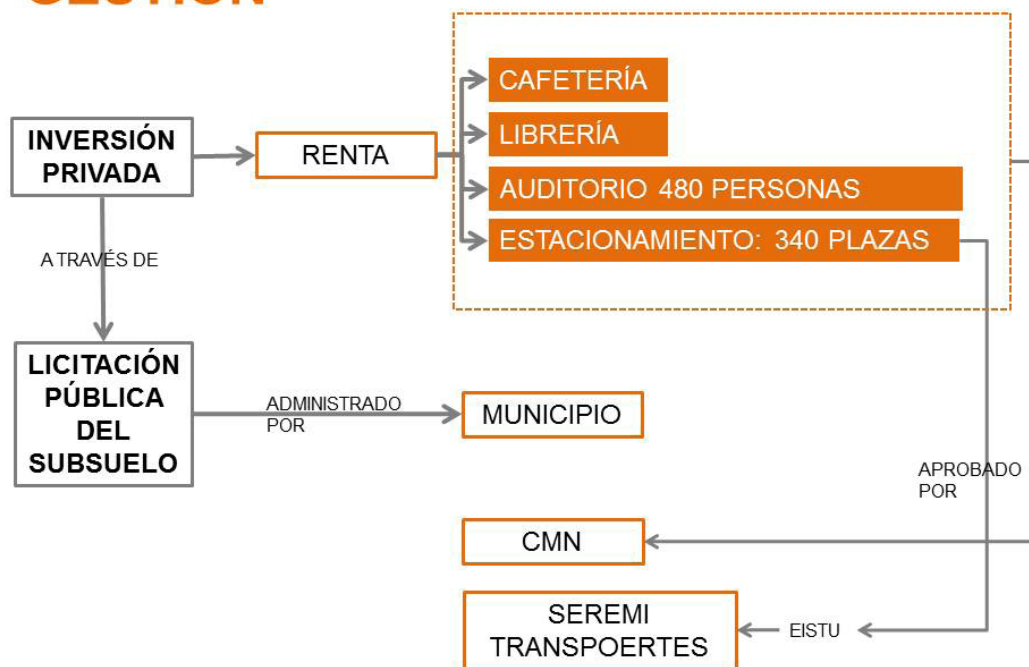 GESTIÓN
CAFETERÍA
LIBRERÍA
INVERSIÓN
PRIVADA
RENTA
AUDITORIO 480 PERSONAS
ESTACIONAMIENTO: 340 PLAZAS
A TRAVÉS DE
LICITACIÓN
PÚBLICA
DEL
SUBSUELO
ADMINISTRADO
POR
MUNICIPIO
APROBADO
POR
CMN
SEREMI
TRANSPOERTES
EISTU